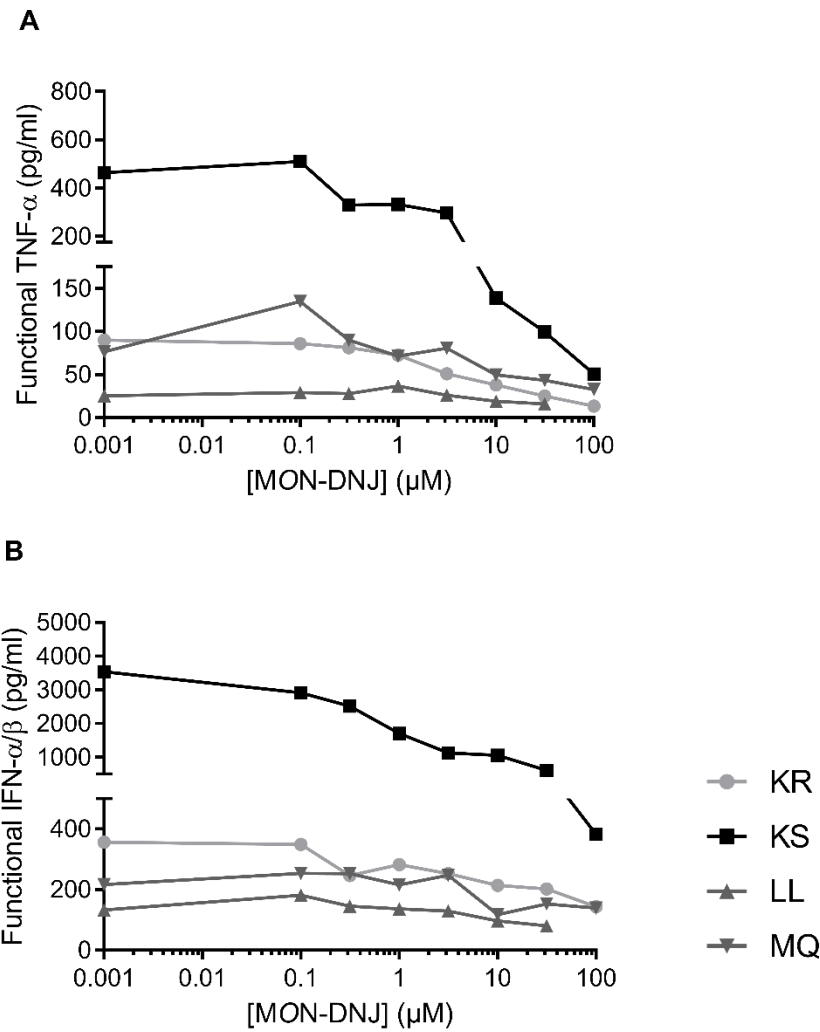 A
800
600
400
200
150
100
50
0
Functional TNF-α (pg/ml)
0.001 0.01 0.1 1 10 100
[MON-DNJ] (µM)
B
5000
4000
3000
2000
1000
400
200
0
Functional IFN-α/β (pg/ml)
0.001 0.01 0.1 1 10 100
[MON-DNJ] (µM)
KR
KS
LL
MQ